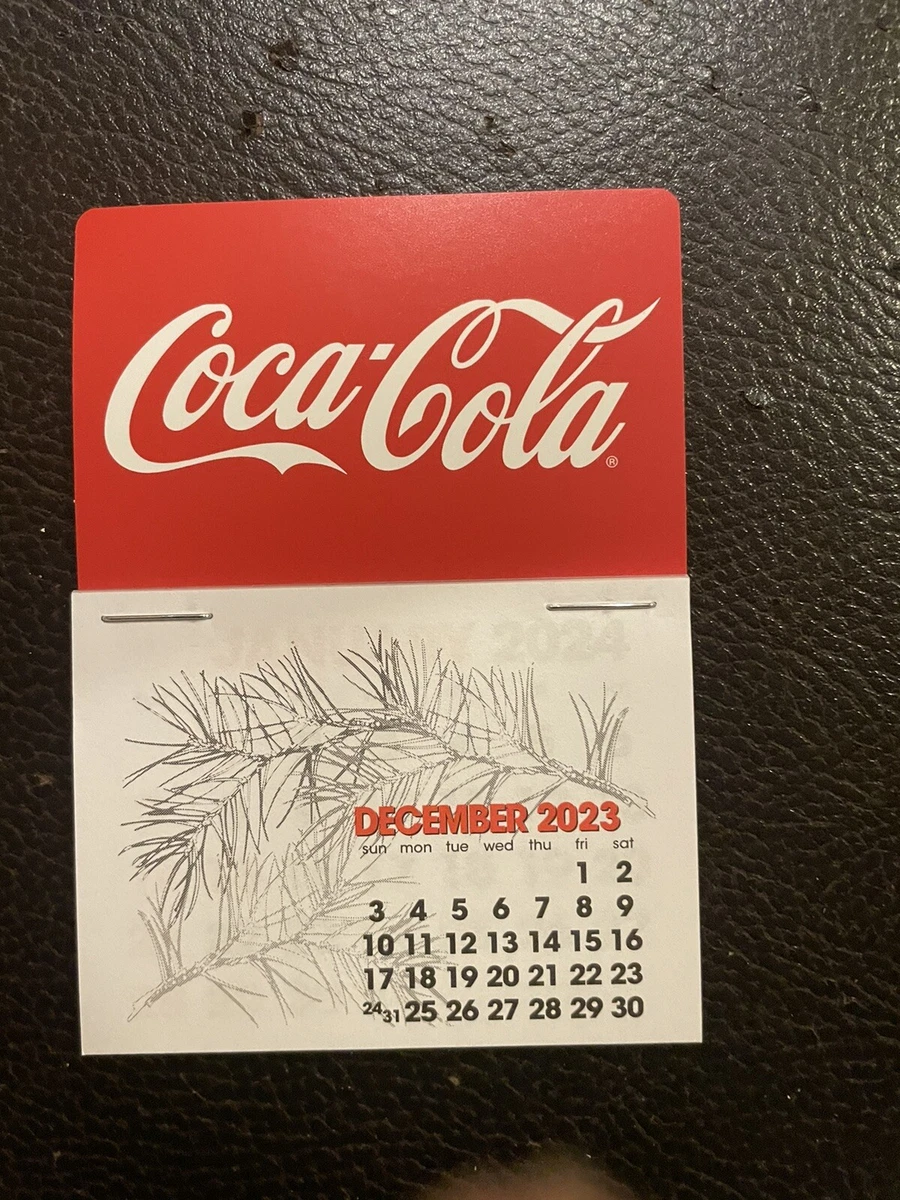 Coca-Cola®
2024
DECEMBER 2023
sun mon tue wed thu fri sat
1 2
3 4 5 6 7 8 9
10 11 12 13 14 15 16
17 18 19 20 21 22 23
24 31 25 26 27 28 29 30